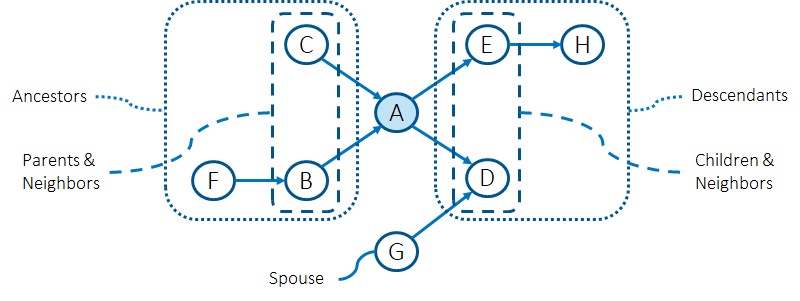 C
E
H
Ancestors
A
Descendants
Parents &
Neighbors
Children &
Neighbors
F
B
D
G
Spouse